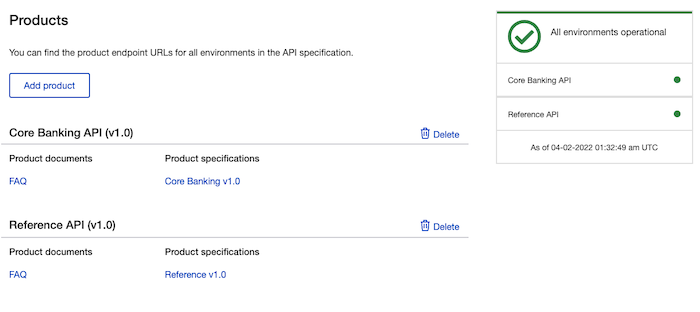 Products
You can find the product endpoint URLs for all environments in the API specification.
Add product
Core Banking API (v1.0)
Delete
Product documents
Product specifications
FAQ
Core Banking v1.0
Reference API (v1.0)
Delete
Product documents
Product specifications
FAQ
Reference v1.0
All environments operational
Core Banking API
Reference API
As of 04-02-2022 01:32:49 am UTC